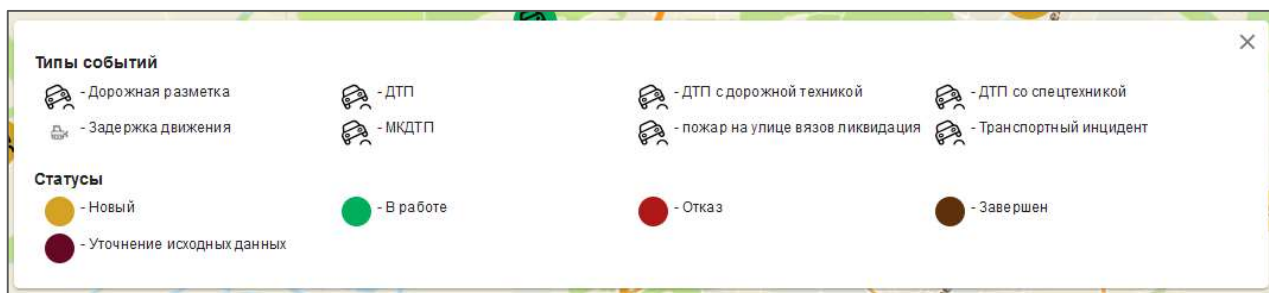 Типы событий
- Дорожная разметка - ДТП - ДТП с дорожной техникой - ДТП со спецтехникой
- Задержка движения - МКДТП - пожар на улице вязов ликвидация - Транспортный инцидент
Статусы
- Новый - В работе - Отказ - Завершен
- Уточнение исходных данных